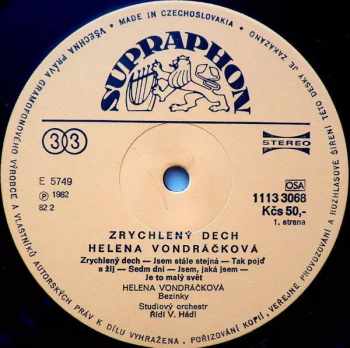 VŠECHNA PRÁVA GRAMOFONOVÉHO VÝROBCE A VLASTNÍKŮ AUTORSKÝCH PRÁV K DÍLU VYHRAŽENA. POŘIZOVÁNÍ KOPIÍ, VEŘEJNÉ PROVOZOVÁNÍ A ROZHLASOVÉ ŠÍŘENÍ TÉTO DESKY JE ZAKÁZÁNO • MADE IN CZECHOSLOVAKIA •
SUPRAPHON
33
STEREO
E 5749
OSA
Ⓟ 1982
1113 3068
82 2
Kčs 50,-
1. strana
ZRYCHLENÝ DECH
HELENA VONDRÁČKOVÁ
Zrychlený dech — Jsem stále stejná — Tak pojď
a žij — Sedm dní — Jsem, jaká jsem —
Je to malý svět
HELENA VONDRÁČKOVÁ
Bezinky
Studiový orchestr
Řídí V. Hádl